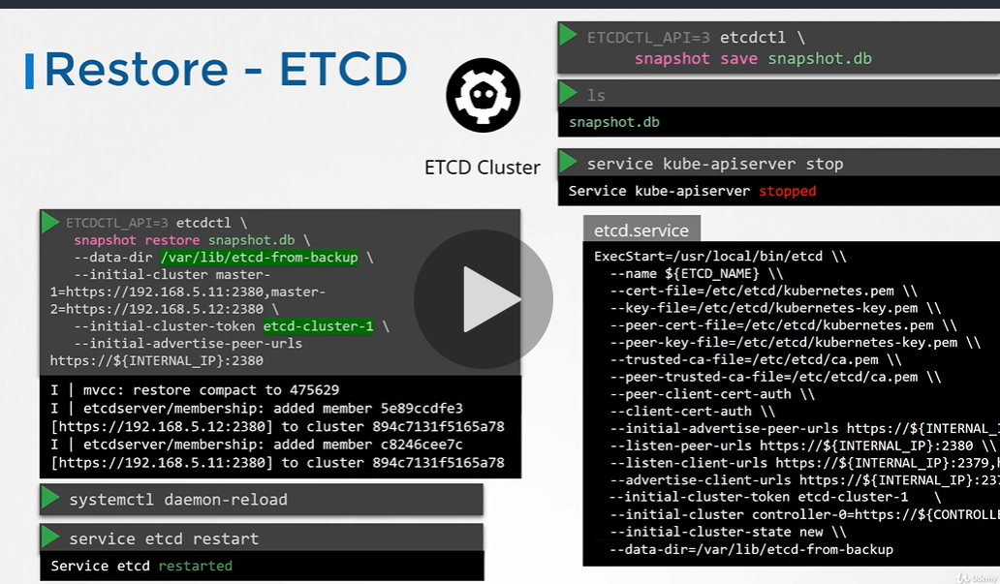 Restore - ETCD
ETCD Cluster
ETCDCTL_API=3 etcdctl \
snapshot save snapshot.db
ls
snapshot.db
service kube-apiserver stop
Service kube-apiserver stopped
ETCDCTL_API=3 etcdctl \
snapshot restore snapshot.db \
--data-dir /var/lib/etcd-from-backup \
--initial-cluster master-
1=https://192.168.5.11:2380,master-
2=https://192.168.5.12:2380 \
--initial-cluster-token etcd-cluster-1 \
--initial-advertise-peer-urls
https://${INTERNAL_IP}:2380
I | mvcc: restore compact to 475629
I | etcdserver/membership: added member 5e89ccdfe3
[https://192.168.5.12:2380] to cluster 894c7131f5165a78
I | etcdserver/membership: added member c8246cee7c
[https://192.168.5.11:2380] to cluster 894c7131f5165a78
systemctl daemon-reload
service etcd restart
Service etcd restarted
etcd.service
ExecStart=/usr/local/bin/etcd \\
--name ${ETCD_NAME} \\
--cert-file=/etc/etcd/kubernetes.pem \\
--key-file=/etc/etcd/kubernetes-key.pem \\
--peer-cert-file=/etc/etcd/kubernetes.pem \\
--peer-key-file=/etc/etcd/kubernetes-key.pem \\
--trusted-ca-file=/etc/etcd/ca.pem \\
--peer-trusted-ca-file=/etc/etcd/ca.pem \\
--peer-client-cert-auth \\
--client-cert-auth \\
--initial-advertise-peer-urls https://${INTERNAL_
--listen-peer-urls https://${INTERNAL_IP}:2380 \\
--listen-client-urls https://${INTERNAL_IP}:2379,
--advertise-client-urls https://${INTERNAL_IP}:237
--initial-cluster-token etcd-cluster-1 \
--initial-cluster controller-0=https://${CONTROLLE
--initial-cluster-state new \\
--data-dir=/var/lib/etcd-from-backup
Udemy